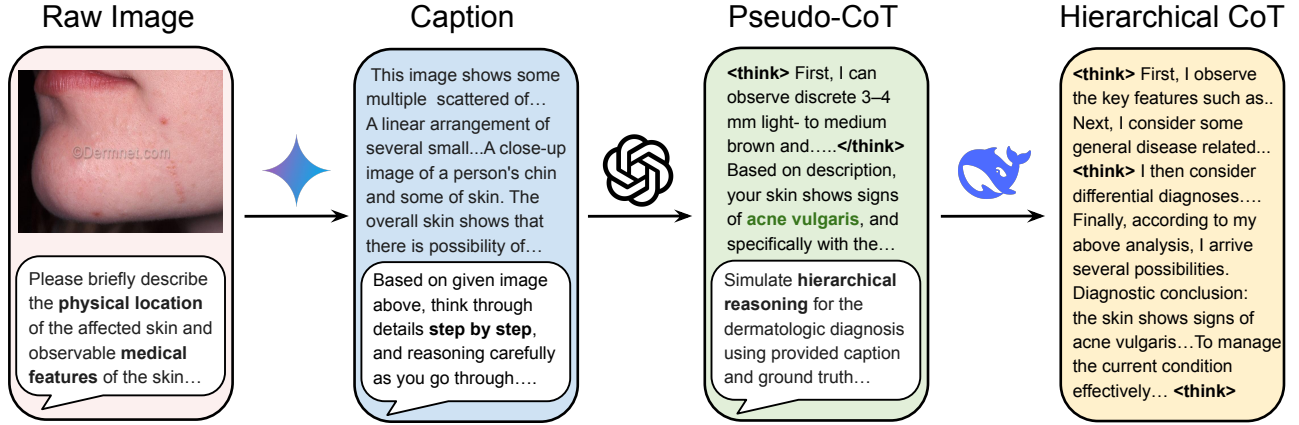 Raw Image
Caption
Pseudo-CoT
Hierarchical CoT
©Dermnet.com
Please briefly describe
the physical location
of the affected skin and
observable medical
features of the skin…
This image shows some
multiple scattered of…
A linear arrangement of
several small...A close-up
image of a person's chin
and some of skin. The
overall skin shows that
there is possibility of…
Based on given image
above, think through
details step by step,
and reasoning carefully
as you go through….
<think> First, I can
observe discrete 3–4
mm light- to medium
brown and…..</think>
Based on description,
your skin shows signs
of acne vulgaris, and
specifically with the…
Simulate hierarchical
reasoning for the
dermatologic diagnosis
using provided caption
and ground truth…
<think> First, I observe
the key features such as..
Next, I consider some
general disease related...
<think> I then consider
differential diagnoses….
Finally, according to my
above analysis, I arrive
several possibilities.
Diagnostic conclusion:
the skin shows signs of
acne vulgaris…To manage
the current condition
effectively… <think>